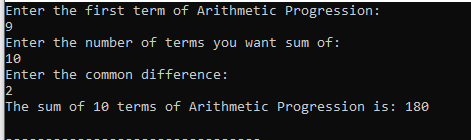 Enter the first term of Arithmetic Progression:
9
Enter the number of terms you want sum of:
10
Enter the common difference:
2
The sum of 10 terms of Arithmetic Progression is: 180
--------------------------------